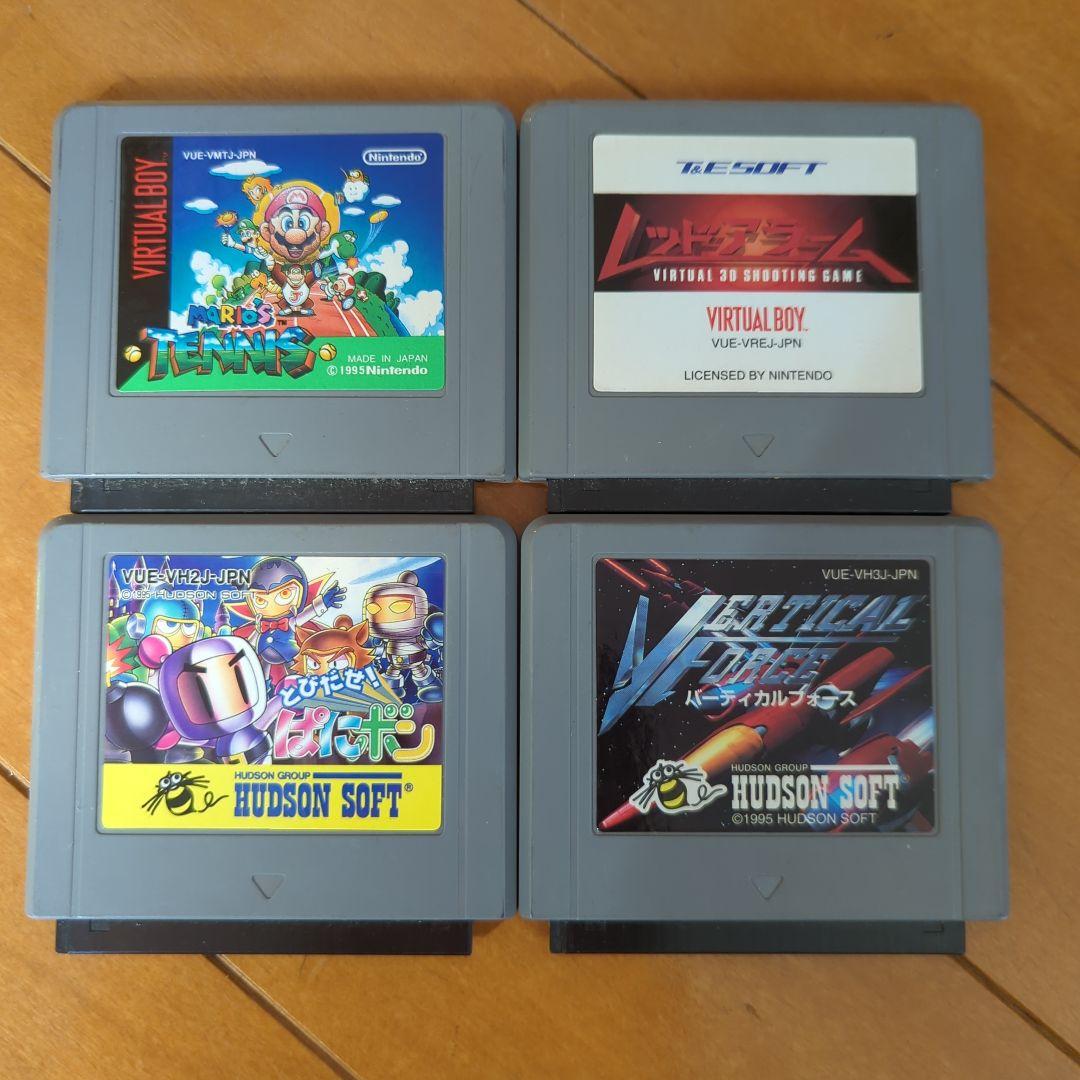 VIRTUAL BOY
VUE-VMTJ-JPN
Nintendo
MARIO'S
TENNIS™
MADE IN JAPAN
©1995 Nintendo
T&E SOFT
レッドアラーム
VIRTUAL 3D SHOOTING GAME
VIRTUAL BOY™
VUE-VREJ-JPN
LICENSED BY NINTENDO
VUE-VH2J-JPN
©1995 HUDSON SOFT
とびだせ!
ぱにボン
HUDSON GROUP
HUDSON SOFT®
VUE-VH3J-JPN
VERTICAL
FORCE
バーティカルフォース
HUDSON GROUP
HUDSON SOFT
©1995 HUDSON SOFT